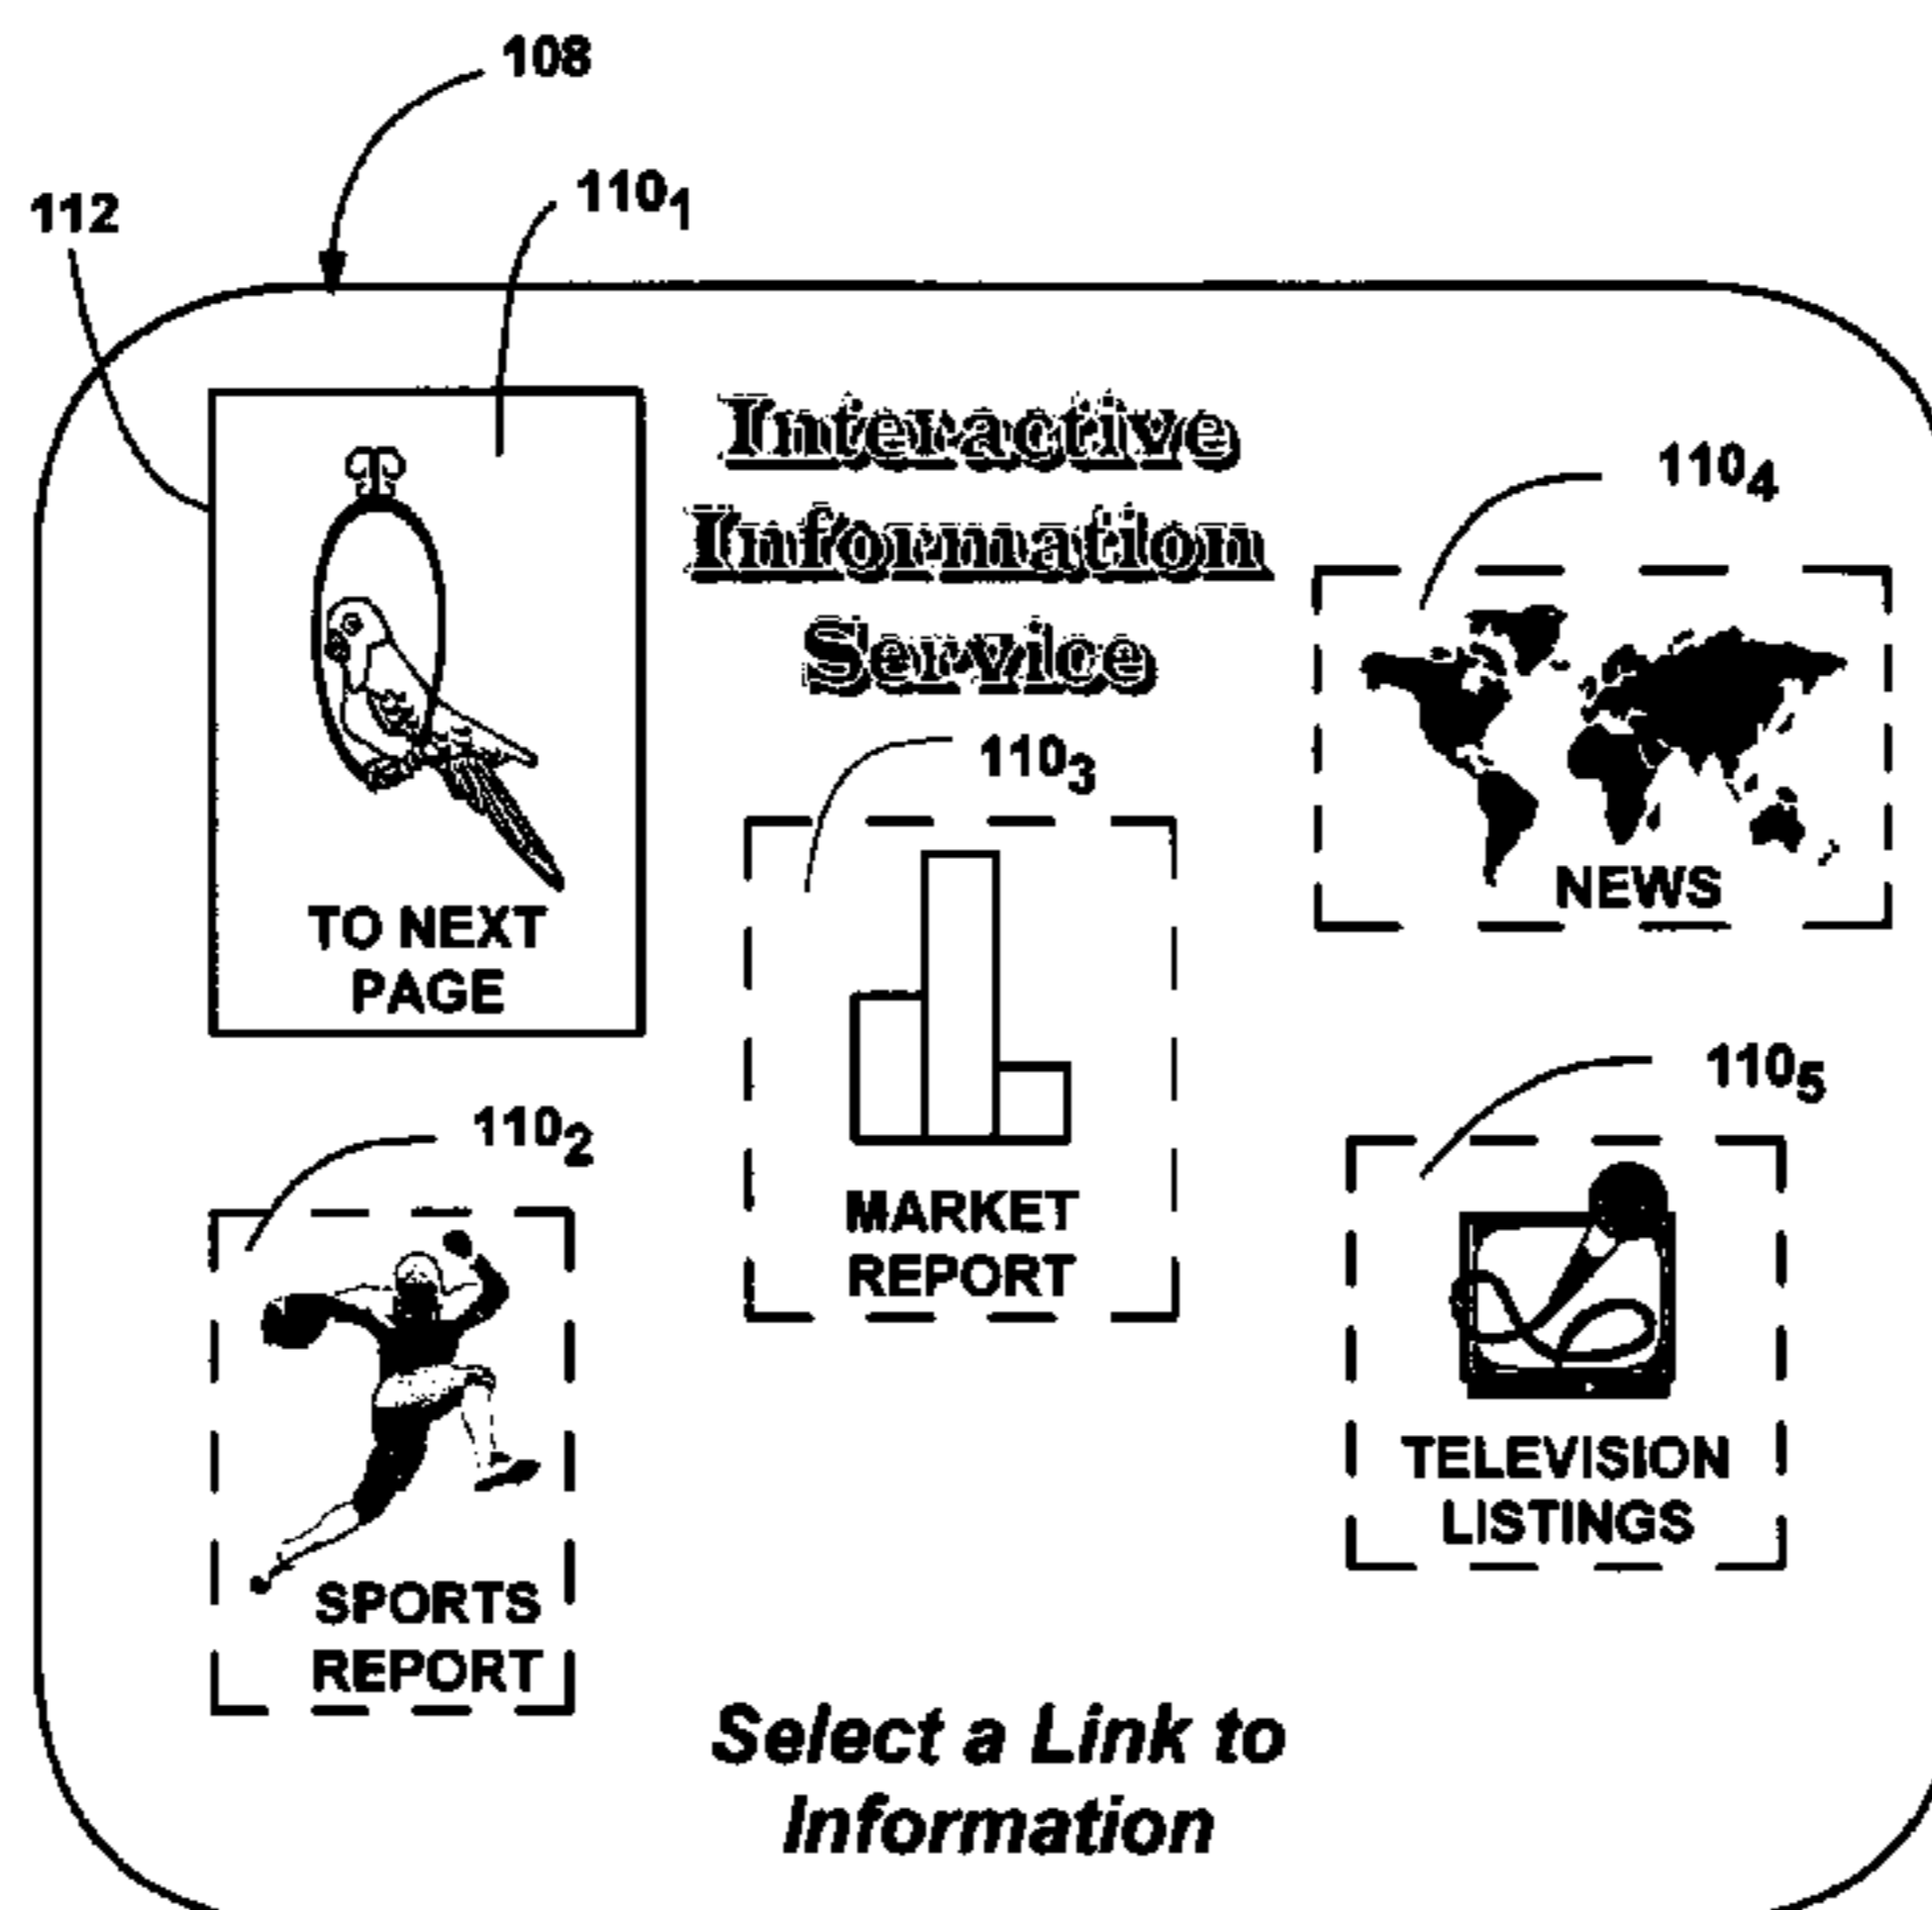 108
110₁
112
Interactive
Information
Service
110₄
NEWS
110₃
TO NEXT
PAGE
MARKET
REPORT
110₅
TELEVISION
LISTINGS
110₂
SPORTS
REPORT
Select a Link to
Information